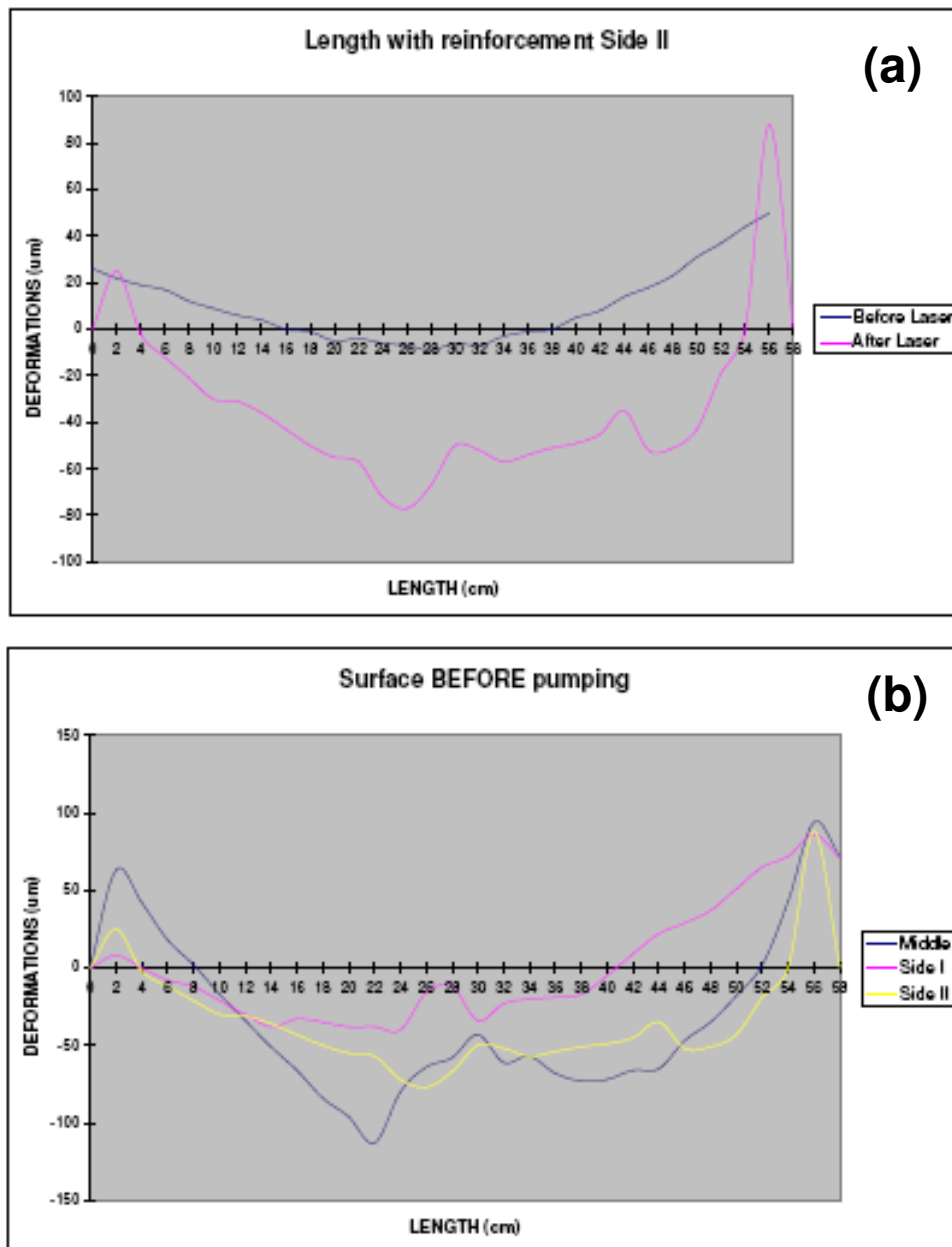 Length with reinforcement Side II
(a)
100
80
60
40
20
0
-20
-40
-60
-80
-100
0 2 4 6 8 10 12 14 16 18 20 22 24 26 28 30 32 34 36 38 40 42 44 46 48 50 52 54 56 58
DEFORMATIONS (um)
LENGTH (cm)
Before Laser
After Laser
Surface BEFORE pumping
(b)
150
100
50
0
-50
-100
-150
0 2 4 6 8 10 12 14 16 18 20 22 24 26 28 30 32 34 36 38 40 42 44 46 48 50 52 54 56 58
DEFORMATIONS (um)
LENGTH (cm)
Middle
Side I
Side II